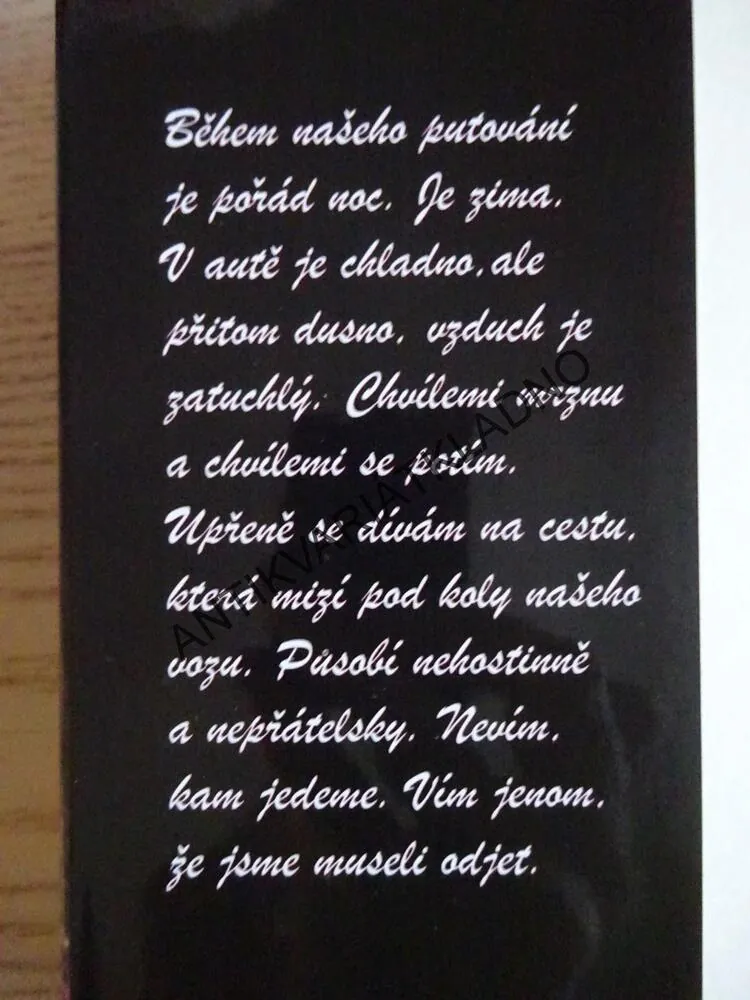 Během našeho putování
je pořád noc. Je zima.
V autě je chladno, ale
přitom dusno, vzduch je
zatuchlý. Chvílemi mrznu
a chvílemi se potím.
Upřeně se dívám na cestu,
která mizí pod koly našeho
vozu. Působí nehostinně
a nepřátelsky. Nevím,
kam jedeme. Vím jenom,
že jsme museli odjet.
ANTIKVARIÁT KLADNO